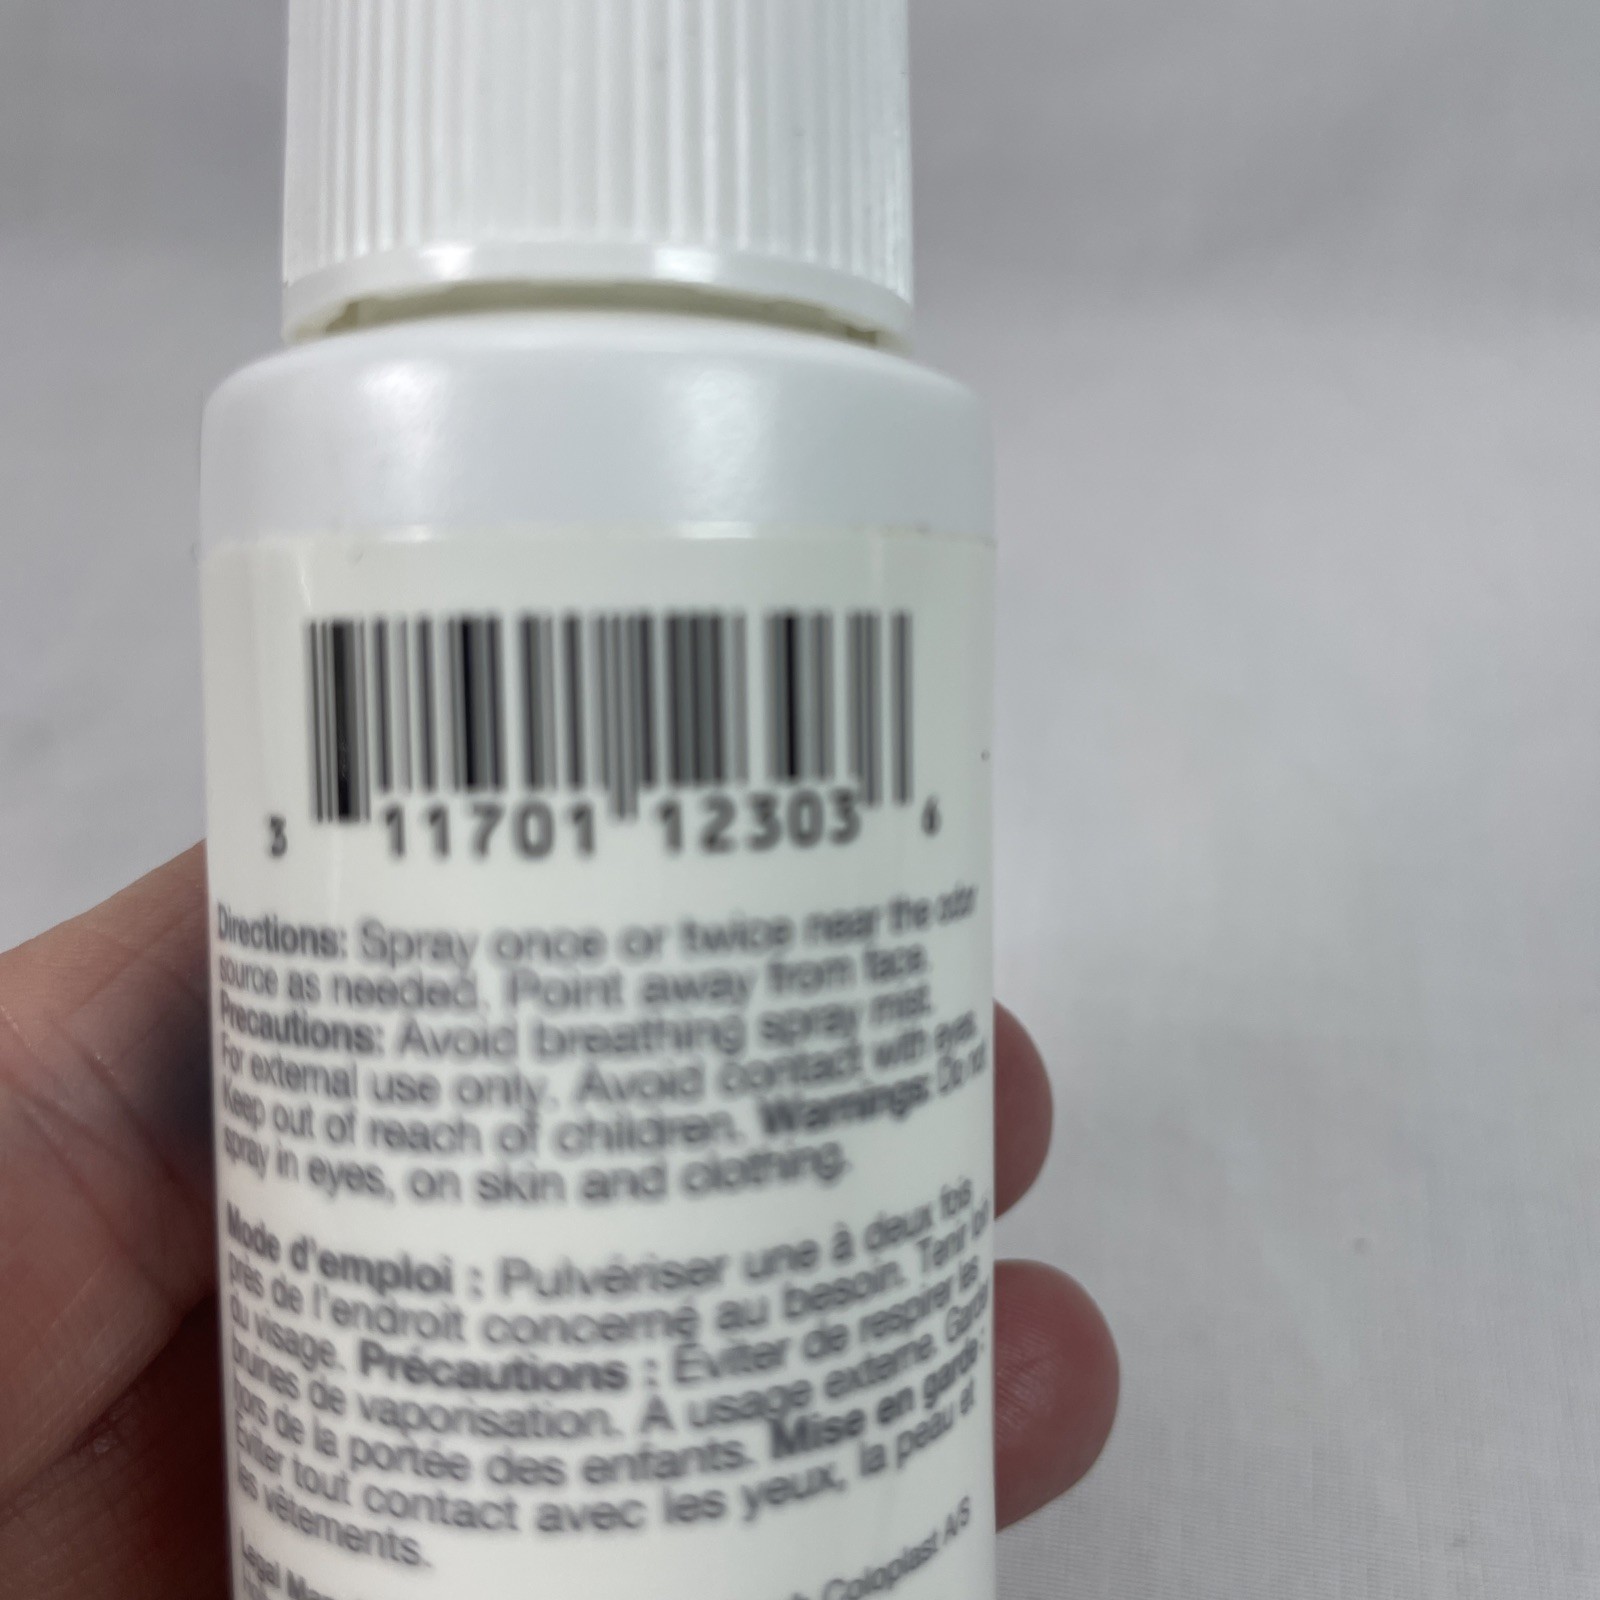 3 11701 12303 6
Directions: Spray once or twice near the odor
source as needed. Point away from face.
Precautions: Avoid breathing spray mist.
For external use only. Avoid contact with eyes.
Keep out of reach of children. Warnings: Do not
spray in eyes, on skin and clothing.
Mode d'emploi : Pulvériser une à deux fois
près de l'endroit concerné au besoin. Tenir loin
du visage. Précautions : Éviter de respirer les
bruines de vaporisation. À usage externe. Garder
hors de la portée des enfants. Mise en garde :
Éviter tout contact avec les yeux, la peau et
les vêtements.
Legal Coloplast A/S